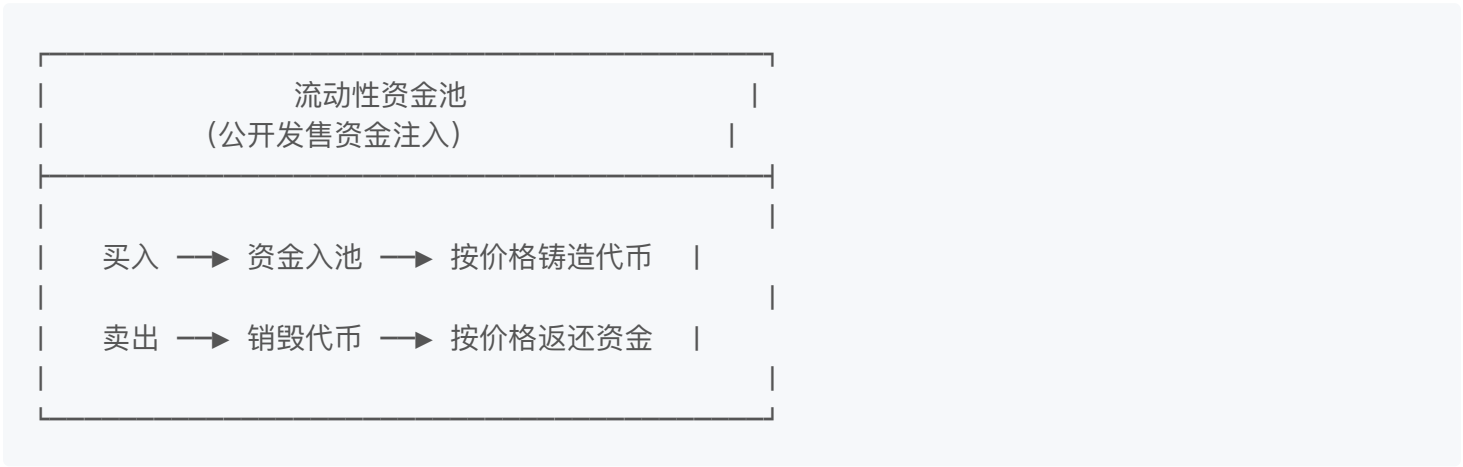 流动性资金池
（公开发售资金注入）
买入 ──▶ 资金入池 ──▶ 按价格铸造代币
卖出 ──▶ 销毁代币 ──▶ 按价格返还资金